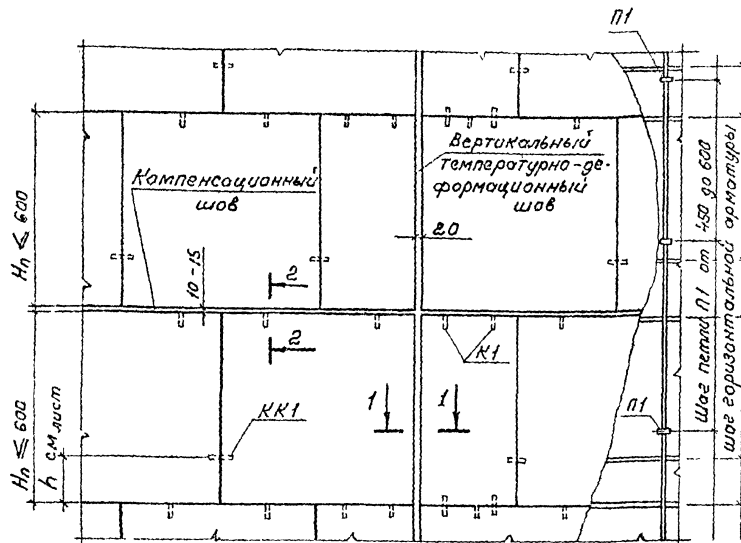 П1
Вертикальный
температурно-де-
формационный
шов
Компенсационный
шов
Нп ≤ 600
10-15
20
2
2
К1
КК1
1
1
П1
Нп ≤ 600
h см. лист
Шаг петли П1 от 450 до 600
шаг горизонтальной арматуры